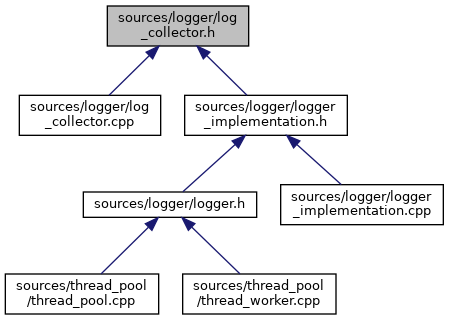 sources/logger/log
_collector.h
sources/logger/log
_collector.cpp
sources/logger/logger
_implementation.h
sources/logger/logger.h
sources/logger/logger
_implementation.cpp
sources/thread_pool
/thread_pool.cpp
sources/thread_pool
/thread_worker.cpp